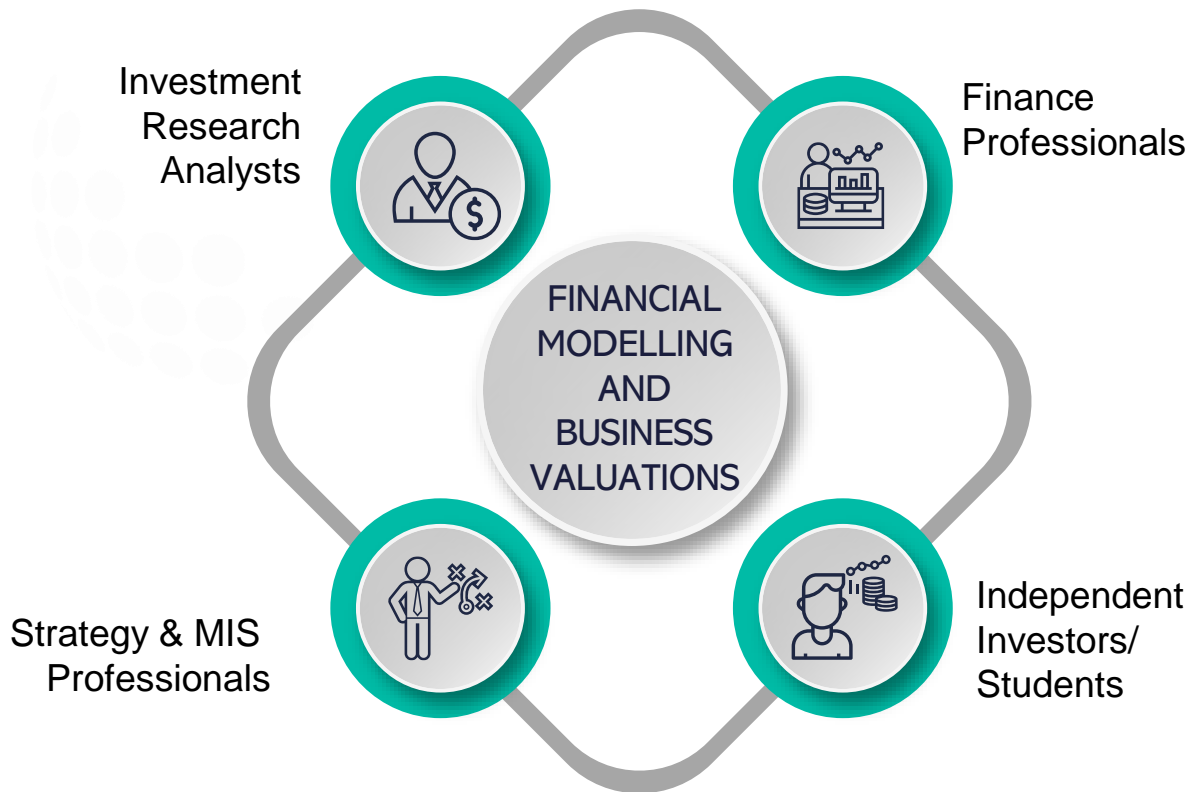 Investment
Research
Analysts
Finance
Professionals
$
FINANCIAL
MODELLING
AND
BUSINESS
VALUATIONS
Strategy & MIS
Professionals
Independent
Investors/
Students